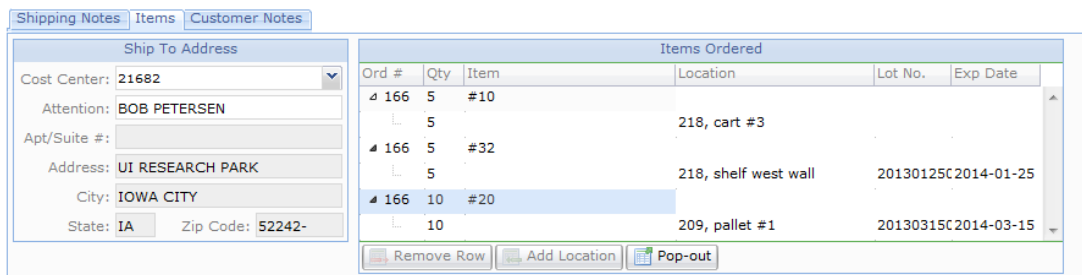 Shipping Notes Items Customer Notes
Ship To Address
Cost Center: 21682
Attention: BOB PETERSEN
Apt/Suite #:
Address: UI RESEARCH PARK
City: IOWA CITY
State: IA Zip Code: 52242-
Items Ordered
Ord # Qty Item Location Lot No. Exp Date
166 5 #10
5 218, cart #3
166 5 #32
5 218, shelf west wall 20130125C 2014-01-25
166 10 #20
10 209, pallet #1 20130315C 2014-03-15
Remove Row Add Location Pop-out